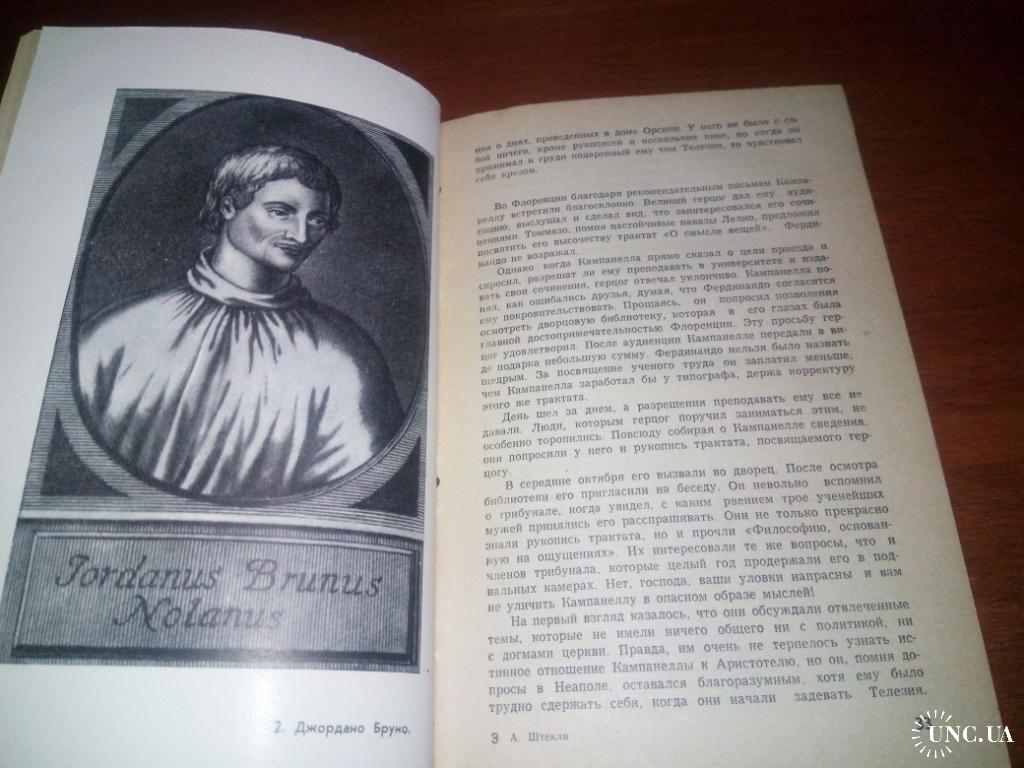 Jordanus Brunus
Nolanus
2. Джордано Бруно.
ния о днях, проведенных в доме Орсини. У него не было с со-
бой ничего, кроме рукописей и нескольких книг, но когда он
прижимал к груди подаренный ему том Телезия, то чувствовал
себя крезом.
Во Флоренции благодаря рекомендательным письмам Кампа-
неллу встретили благосклонно. Великий герцог дал ему ауди-
енцию, выслушал и сделал вид, что заинтересовался его сочи-
нениями. Томмазо, помня настойчивые наказы Лелио, предложил
посвятить его высочеству трактат «О смысле вещей». Ферди-
нандо не возражал.
Однако когда Кампанелла прямо сказал о цели приезда и
спросил, разрешат ли ему преподавать в университете и изда-
вать свои сочинения, герцог отвечал уклончиво. Кампанелла по-
нял, как ошибались друзья, думая, что Фердинандо согласится
ему покровительствовать. Прощаясь, он попросил позволения
осмотреть дворцовую библиотеку, которая в его глазах была
главной достопримечательностью Флоренции. Эту просьбу гер-
цог удовлетворил. После аудиенции Кампанелле передали в ви-
де подарка небольшую сумму. Фердинандо нельзя было назвать
щедрым. За посвящение ученого труда он заплатил меньше,
чем Кампанелла заработал бы у типографа, держа корректуру
этого же трактата.
День шел за днем, а разрешения преподавать ему все не
давали. Люди, которым герцог поручил заниматься этим, не
особенно торопились. Повсюду собирая о Кампанелле сведения,
они попросили у него и рукопись трактата, посвящаемого гер-
цогу.
В середине октября его вызвали во дворец. После осмотра
библиотеки его пригласили на беседу. Он невольно вспомнил
о трибунале, когда увидел, с каким рвением трое ученейших
мужей принялись его расспрашивать. Они не только прекрасно
знали рукопись трактата, но и прочли «Философию, основан-
ную на ощущениях». Их интересовали те же вопросы, что и
членов трибунала, которые целый год продержали его в под-
вальных камерах. Нет, господа, ваши уловки напрасны и вам
не уличить Кампанеллу в опасном образе мыслей!
На первый взгляд казалось, что они обсуждали отвлеченные
темы, которые не имели ничего общего ни с политикой, ни
с догмами церкви. Правда, им очень не терпелось узнать ис-
тинное отношение Кампанеллы к Аристотелю, но он, помня до-
просы в Неаполе, оставался благоразумным, хотя ему было
трудно сдержать себя, когда они начали задевать Телезия.
3 А. Штекли
UNC.UA